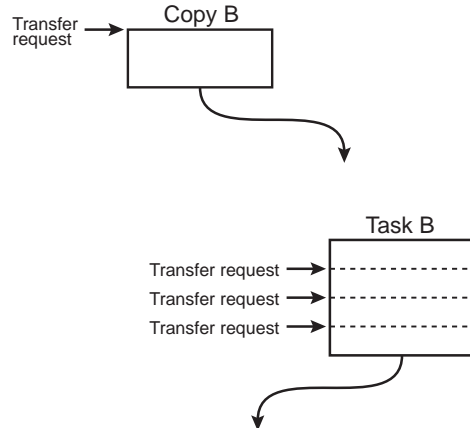 Copy B
Transfer
request
Task B
Transfer request
Transfer request
Transfer request